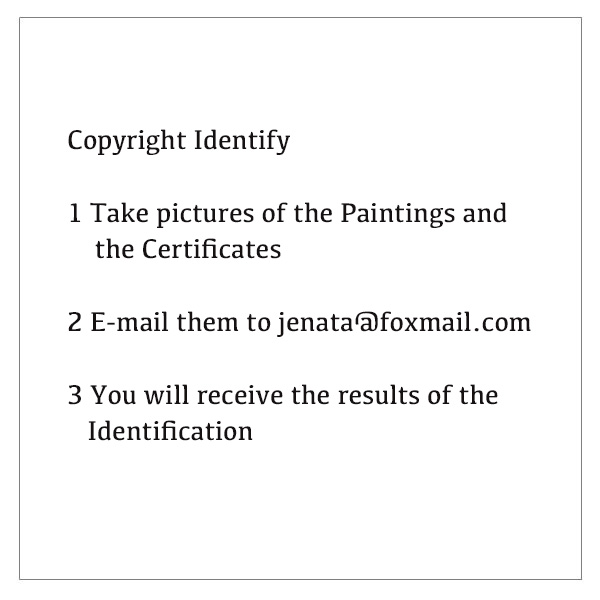 Copyright Identify
1 Take pictures of the Paintings and
the Certificates
2 E-mail them to jenata@foxmail.com
3 You will receive the results of the
Identification